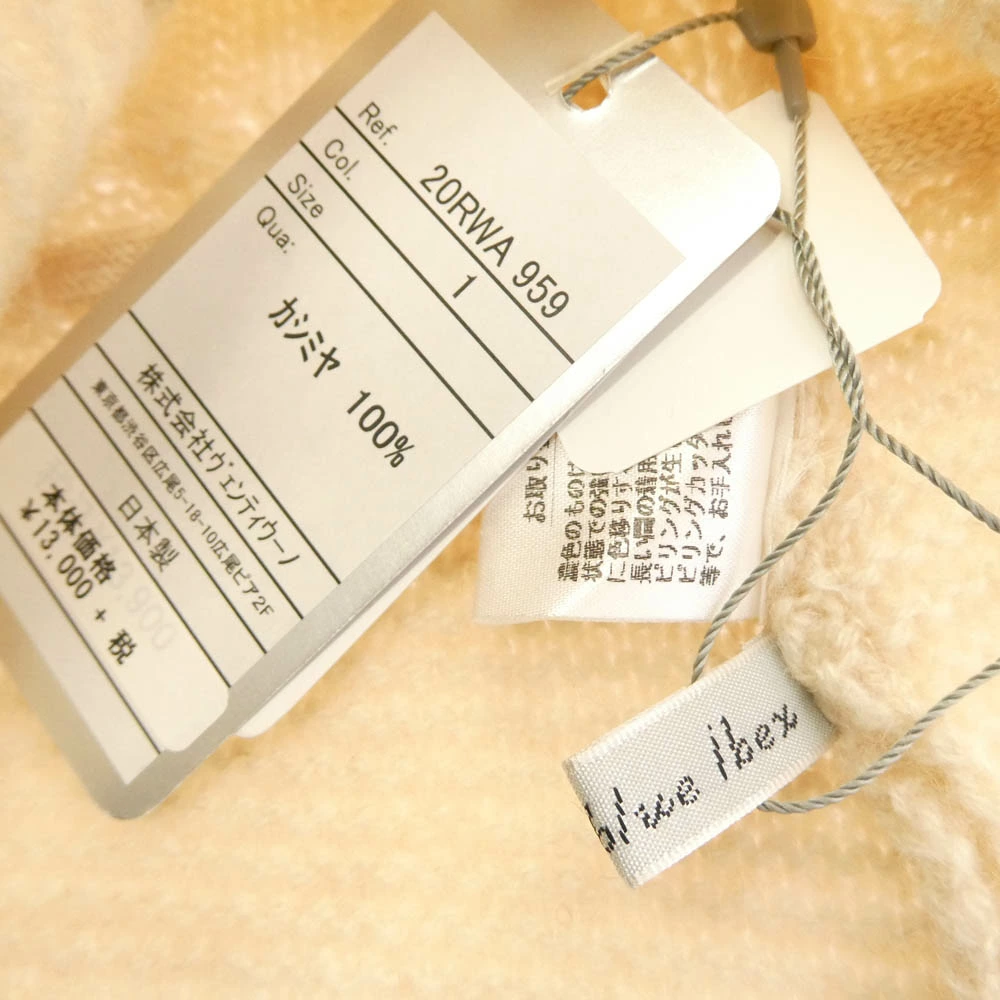 Ref.
20RWA 959
Col.
1
Size
Qua:
カシミヤ 100%
株式会社ヴェンティウーノ
東京都渋谷区広尾5-18-10広尾ピア2F
日本製
本体価格
¥13,000 + 税
お取り
濃色のもの
状態での
に色移りす
長い間の着用
ピリングが生
ピリングカッタ
等で、お手入れ
ibex